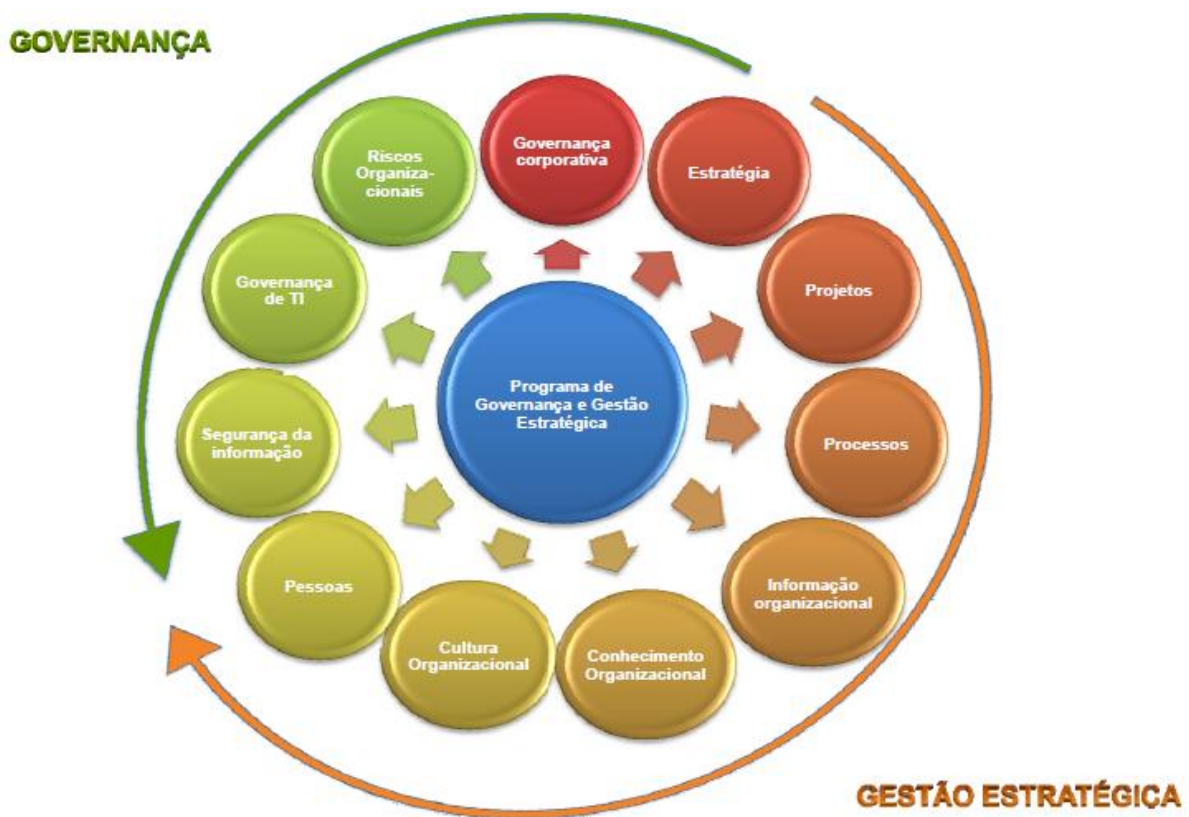 GOVERNANÇA
Governança
corporativa
Estratégia
Projetos
Processos
Informação
organizacional
Conhecimento
Organizacional
Cultura
Organizacional
Pessoas
Segurança da
informação
Governança
de TI
Riscos
Organiza-
cionais
Programa de
Governança e Gestão
Estratégica
GESTÃO ESTRATÉGIÇA